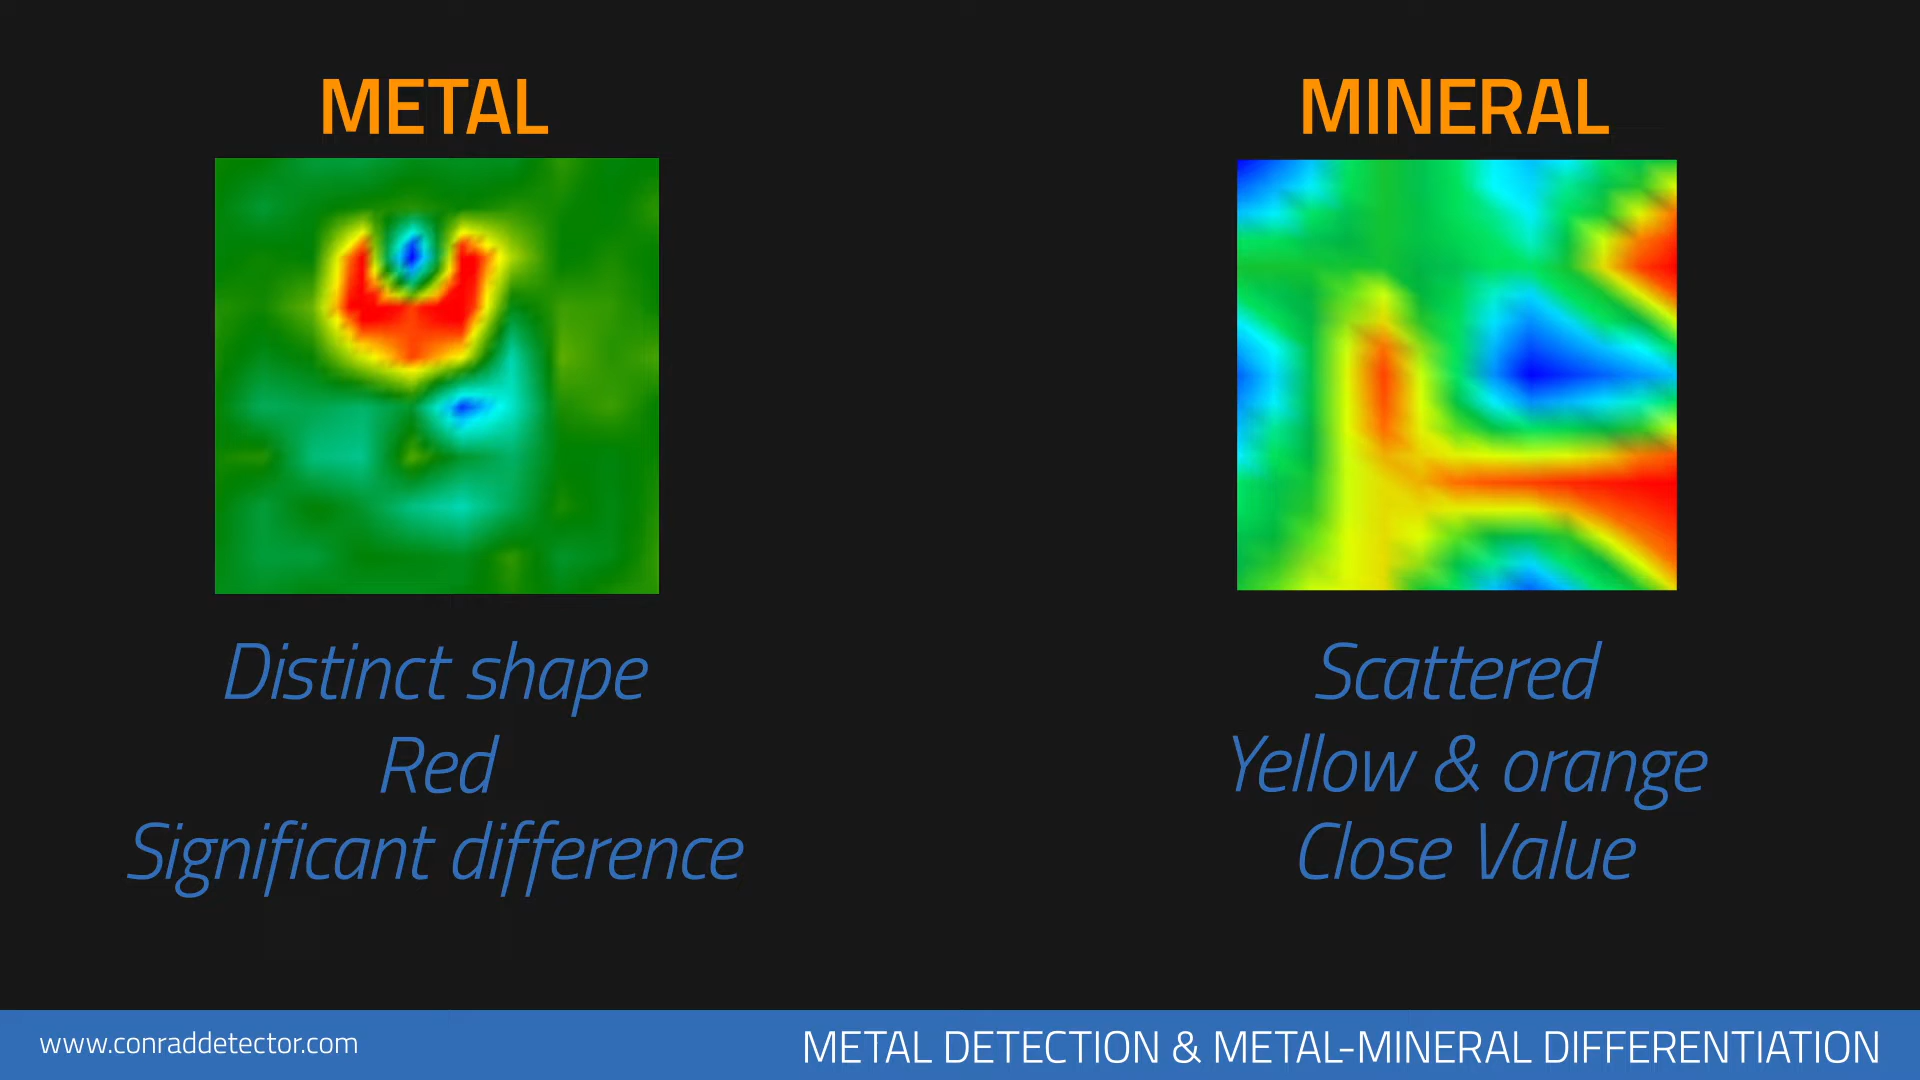 METAL
MINERAL
Distinct shape
Red
Significant difference
Scattered
Yellow & orange
Close Value
www.conraddetector.com
METAL DETECTION & METAL-MINERAL DIFFERENTIATION